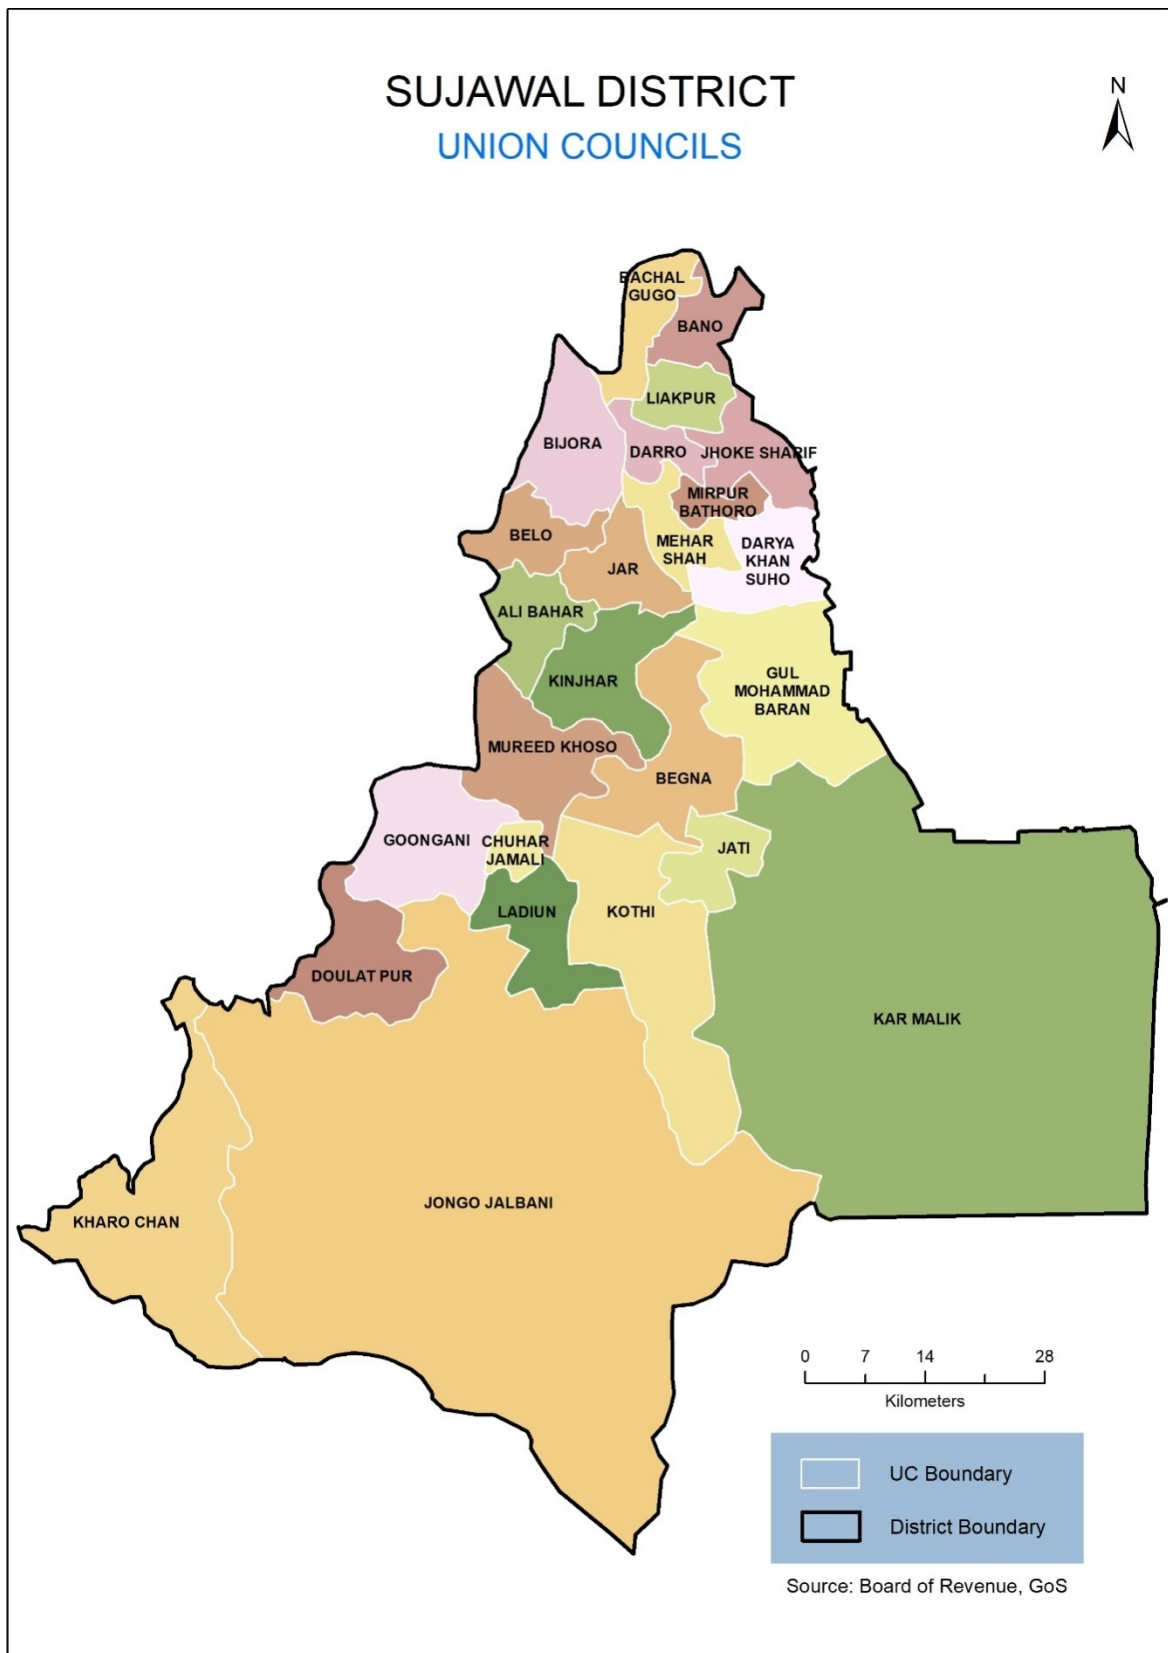 SUJAWAL DISTRICT
UNION COUNCILS
N
BACHAL
GUGO
BANO
LIAKPUR
BIJORA
DARRO
JHOKE SHARIF
MIRPUR
BATHORO
BELO
MEHAR
SHAH
DARYA
KHAN
SUHO
JAR
ALI BAHAR
KINJHAR
GUL
MOHAMMAD
BARAN
MUREED KHOSO
BEGNA
GOONGANI
CHUHAR
JAMALI
JATI
LADIUN
KOTHI
DOULAT PUR
KAR MALIK
JONGO JALBANI
KHARO CHAN
0 7 14 28
Kilometers
UC Boundary
District Boundary
Source: Board of Revenue, GoS